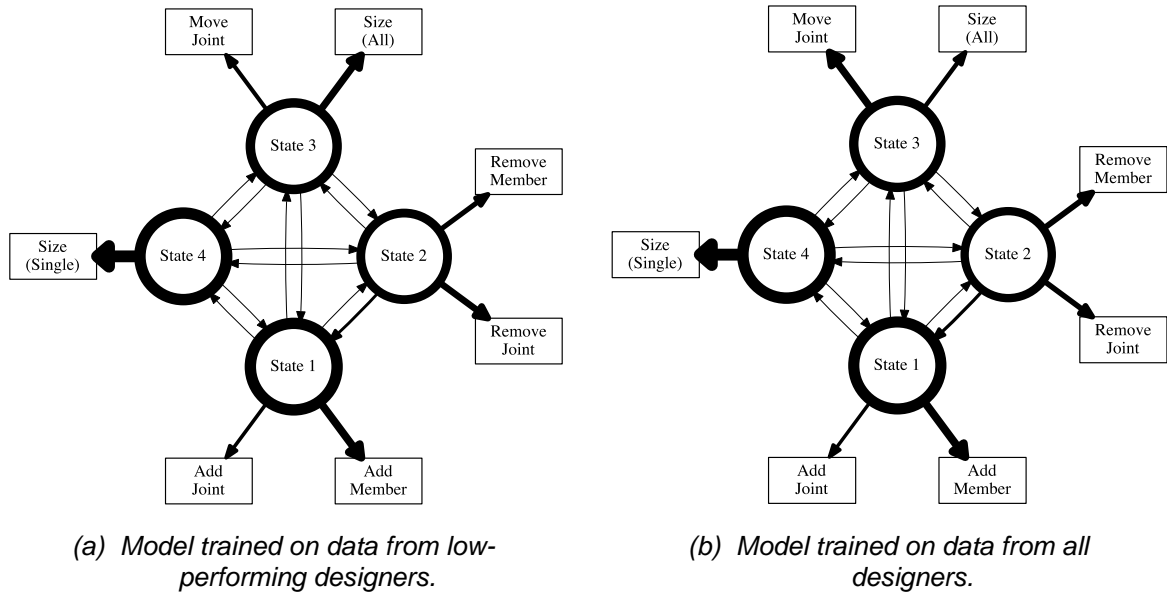 Move
Joint
Size
(All)
State 3
Remove
Member
Size
(Single)
State 4
State 2
Remove
Joint
State 1
Add
Joint
Add
Member
(a) Model trained on data from low-
performing designers.
Move
Joint
Size
(All)
State 3
Remove
Member
Size
(Single)
State 4
State 2
Remove
Joint
State 1
Add
Joint
Add
Member
(b) Model trained on data from all
designers.